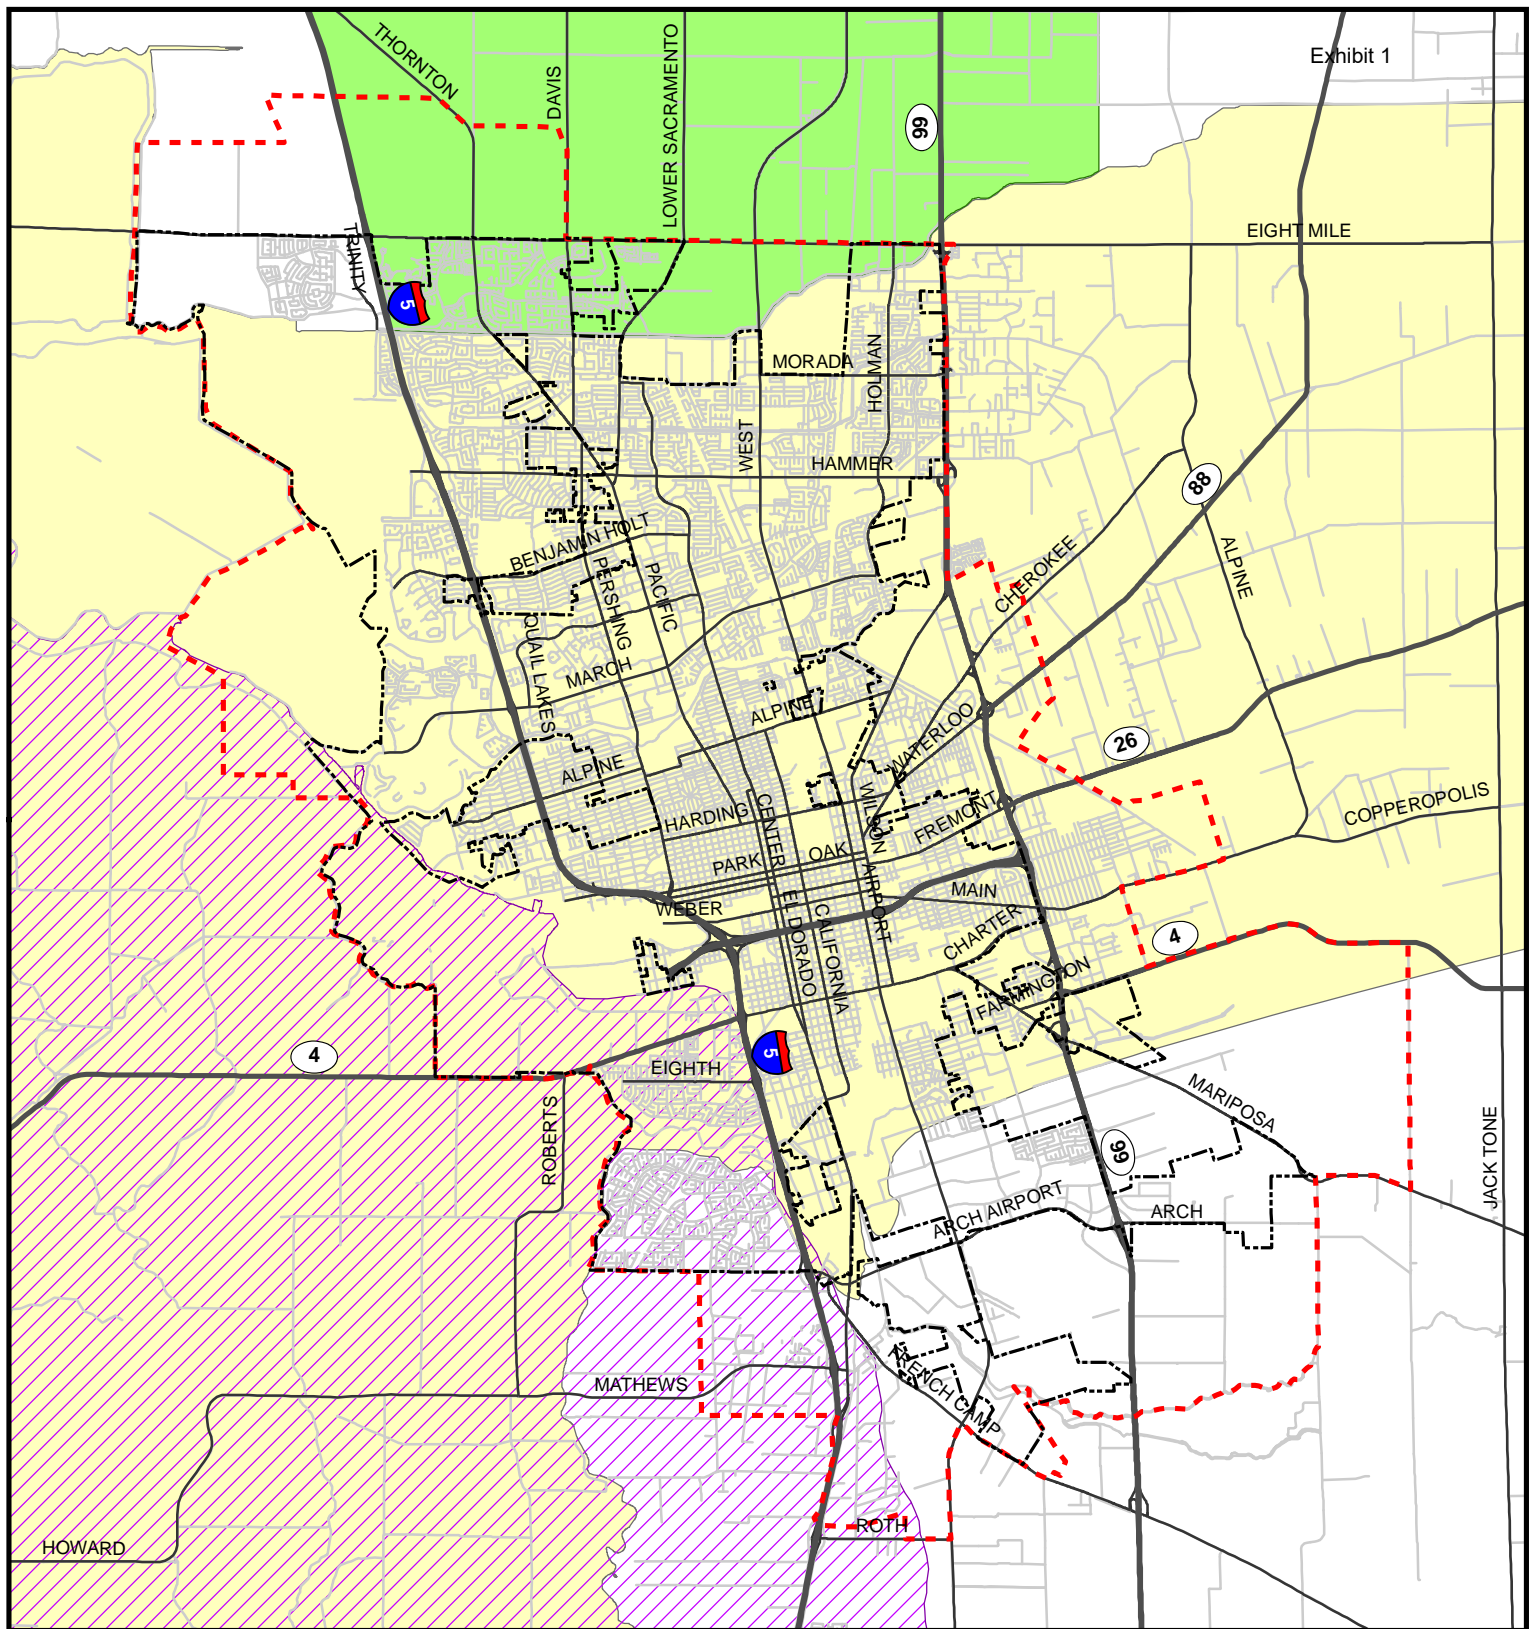 Exhibit 1
THORNTON
DAVIS
LOWER SACRAMENTO
99
EIGHT MILE
TRINITY
5
MORADA
HOLMAN
WEST
HAMMER
88
BENJAMIN HOLT
CHEROKEE
ALPINE
PERSHING
PACIFIC
QUAIL LAKES
MARCH
ALPINE
WATERLOO
26
ALPINE
HARDING
CENTER
WILSON
FREMONT
COPPEROPOLIS
PARK
OAK
WEBER
EL DORADO
CALIFORNIA
AIRPORT
MAIN
CHARTER
4
FARMINGTON
4
EIGHTH
5
ROBERTS
MARIPOSA
99
JACK TONE
ARCH AIRPORT
ARCH
MATHEWS
FRENCH CAMP
ROTH
HOWARD